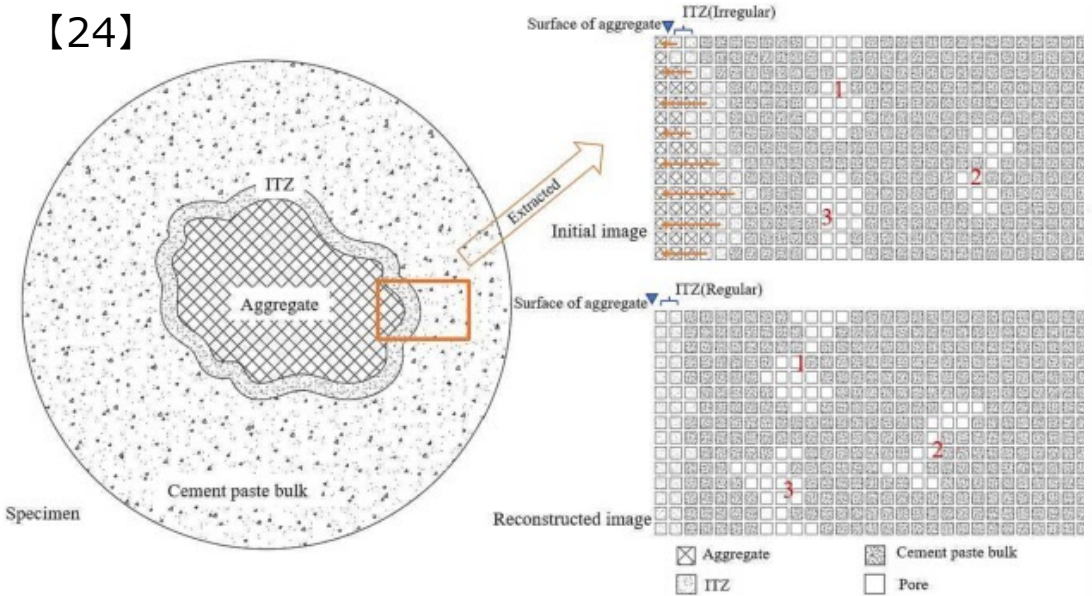 【24】
ITZ
Aggregate
Cement paste bulk
Specimen
Extracted
Surface of aggregate
ITZ(Irregular)
1
2
3
Initial image
Surface of aggregate
ITZ(Regular)
1
2
3
Reconstructed image
Aggregate
Cement paste bulk
ITZ
Pore